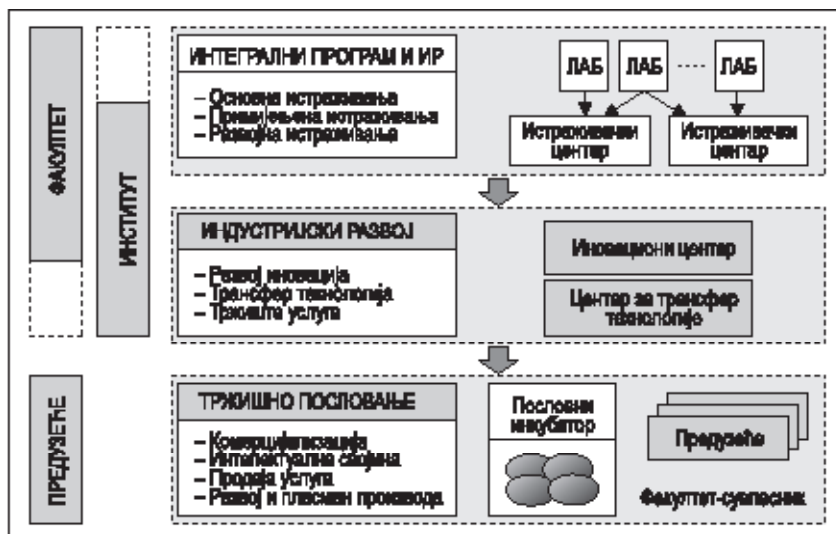 ФАКУЛТЕТ
ИНСТИТУТ
ПРЕДУЗЕЋЕ
ИНТЕГРАЛНИ ПРОГРАМ И ИР
– Основна истраживања
– Примијењена истраживања
– Развојна истраживања
ЛАБ ЛАБ ЛАБ
Истраживачки
центар
Истраживачки
центар
ИНДУСТРИЈСКИ РАЗВОЈ
– Развој иновација
– Трансфер технологија
– Тржиште услуга
Иновациони центар
Центар за трансфер
технологије
ТРЖИШНО ПОСЛОВАЊЕ
– Комерцијализација
– Интелектуална својина
– Продаја услуга
– Развој и пласман производа
Пословни
инкубатор
Предузеће
Факултет-сувласник